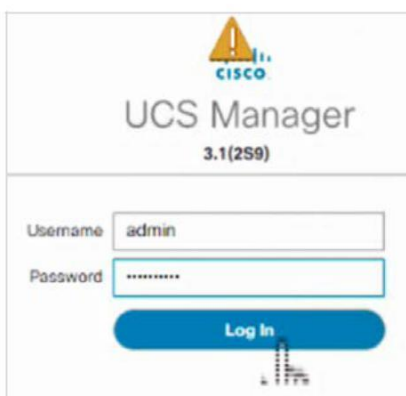 CISCO
UCS Manager
3.1(2S9)
Username admin
Password ••••••••••
Log In